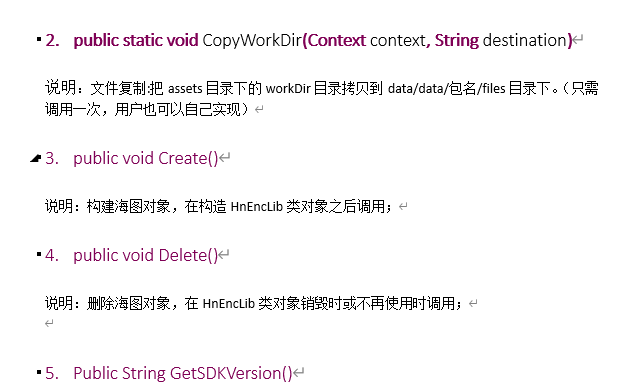 2. public static void CopyWorkDir(Context context, String destination)
说明：文件复制:把 assets 目录下的 workDir 目录拷贝到 data/data/包名/files 目录下。（只需
调用一次，用户也可以自己实现）
3. public void Create()
说明：构建海图对象，在构造 HnEncLib 类对象之后调用；
4. public void Delete()
说明：删除海图对象，在 HnEncLib 类对象销毁时或不再使用时调用；
5. Public String GetSDKVersion()